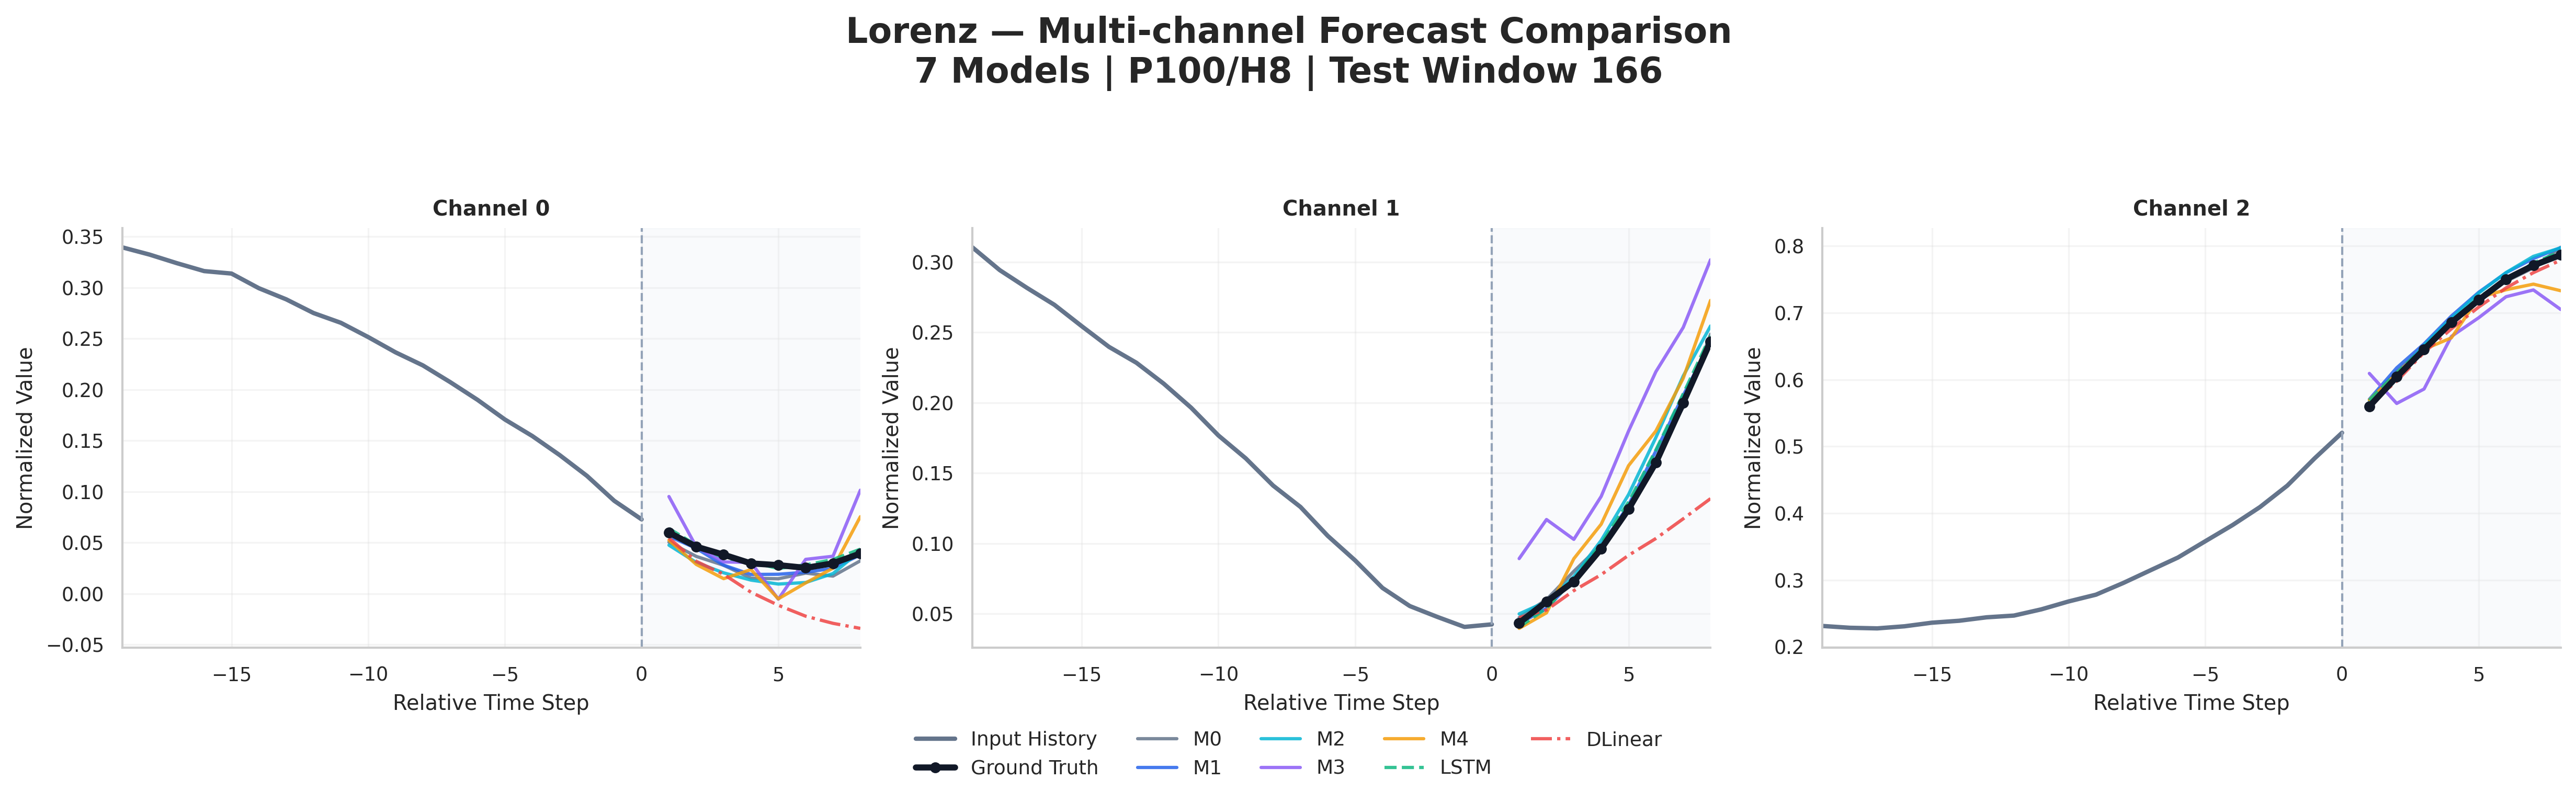 Lorenz — Multi-channel Forecast Comparison
7 Models | P100/H8 | Test Window 166
Channel 0
Normalized Value
0.35
0.30
0.25
0.20
0.15
0.10
0.05
0.00
−0.05
−15
−10
−5
0
5
Relative Time Step
Channel 1
Normalized Value
0.30
0.25
0.20
0.15
0.10
0.05
−15
−10
−5
0
5
Relative Time Step
Channel 2
Normalized Value
0.8
0.7
0.6
0.5
0.4
0.3
0.2
−15
−10
−5
0
5
Relative Time Step
Input History
Ground Truth
M0
M1
M2
M3
M4
LSTM
DLinear